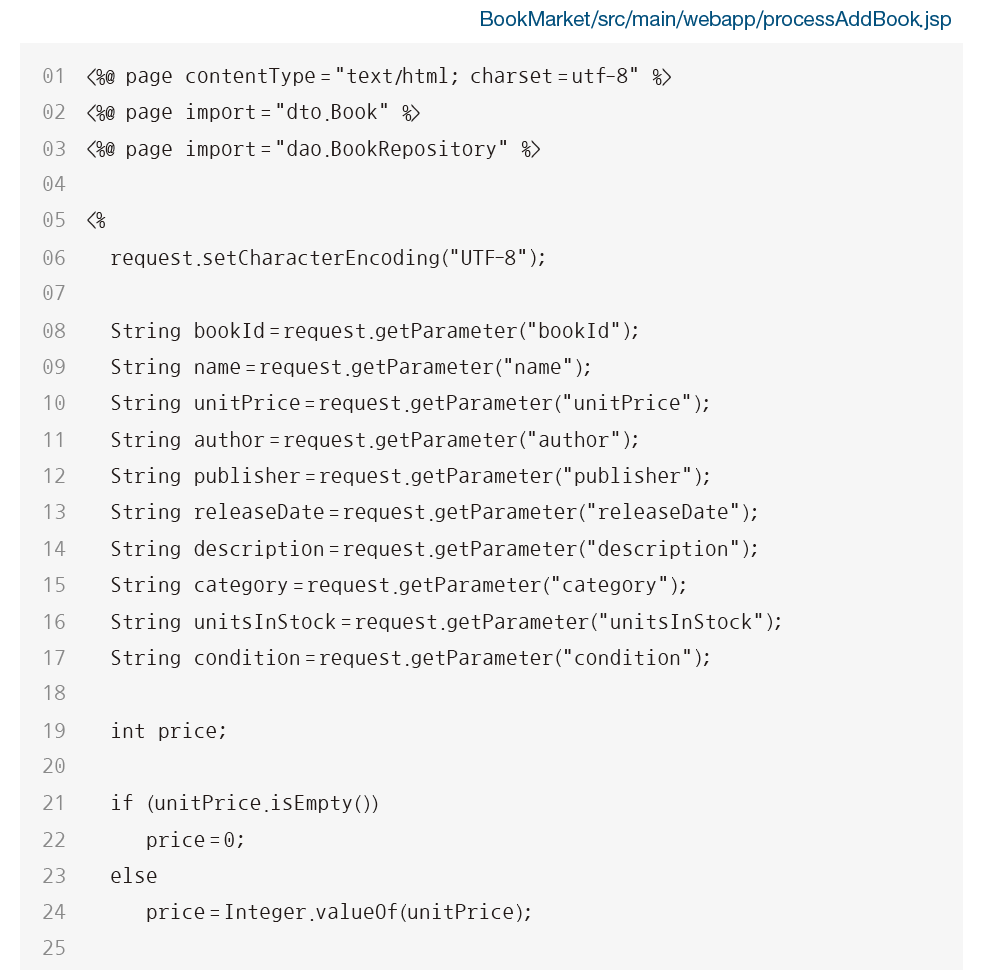 BookMarket/src/main/webapp/processAddBook.jsp
01 <%@ page contentType="text/html; charset=utf-8" %>
02 <%@ page import="dto.Book" %>
03 <%@ page import="dao.BookRepository" %>
04
05 <%
06 request.setCharacterEncoding("UTF-8");
07
08 String bookId=request.getParameter("bookId");
09 String name=request.getParameter("name");
10 String unitPrice=request.getParameter("unitPrice");
11 String author=request.getParameter("author");
12 String publisher=request.getParameter("publisher");
13 String releaseDate=request.getParameter("releaseDate");
14 String description=request.getParameter("description");
15 String category=request.getParameter("category");
16 String unitsInStock=request.getParameter("unitsInStock");
17 String condition=request.getParameter("condition");
18
19 int price;
20
21 if (unitPrice.isEmpty())
22 price=0;
23 else
24 price=Integer.valueOf(unitPrice);
25